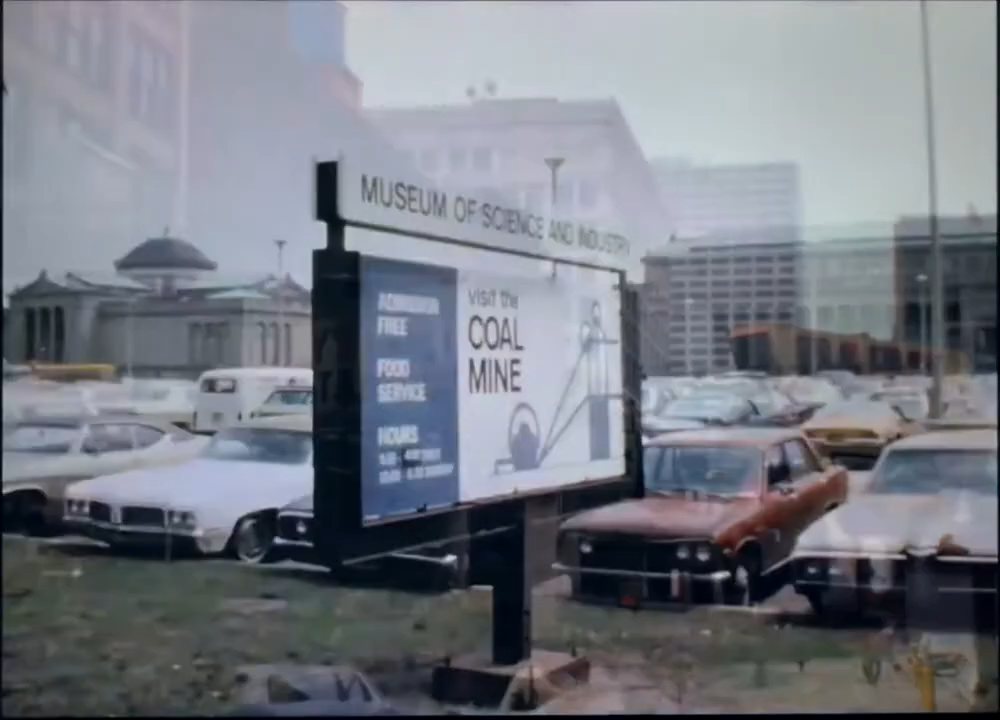 MUSEUM OF SCIENCE AND INDUSTRY
ADMISSION
FREE
FOOD
SERVICE
HOURS
visit the
COAL
MINE